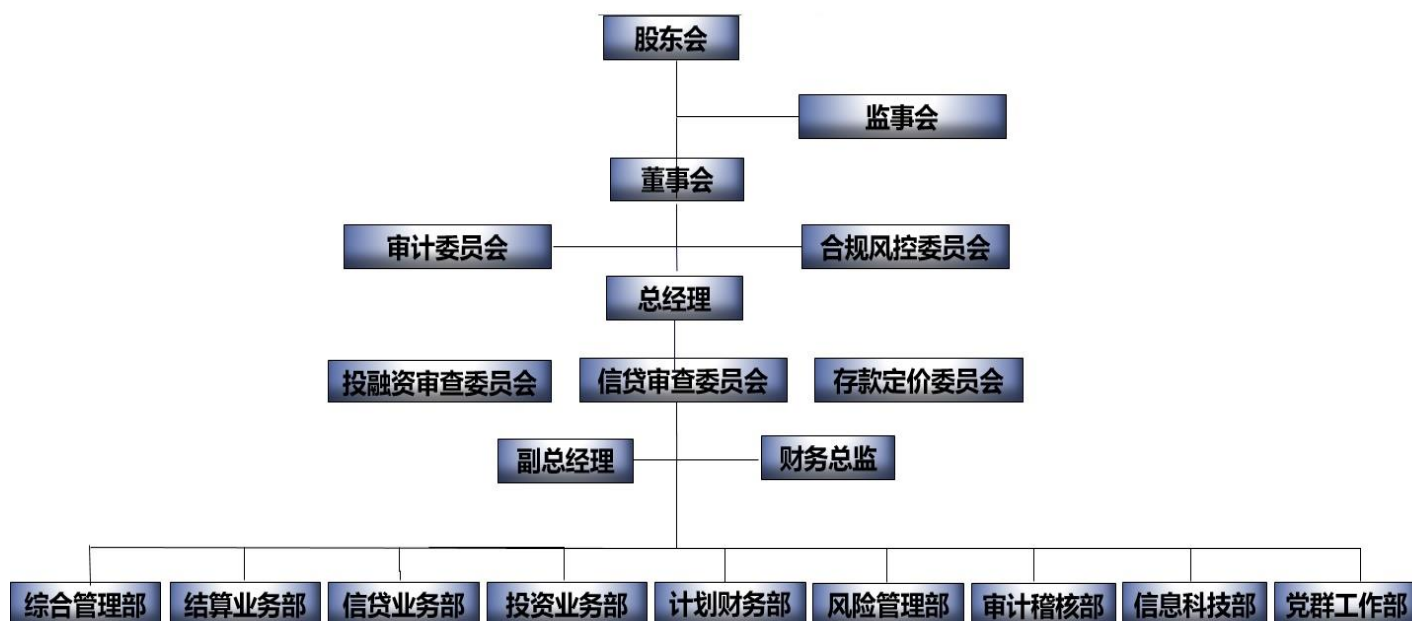 股东会
监事会
董事会
审计委员会
合规风控委员会
总经理
投融资审查委员会
信贷审查委员会
存款定价委员会
副总经理
财务总监
综合管理部
结算业务部
信贷业务部
投资业务部
计划财务部
风险管理部
审计稽核部
信息科技部
党群工作部